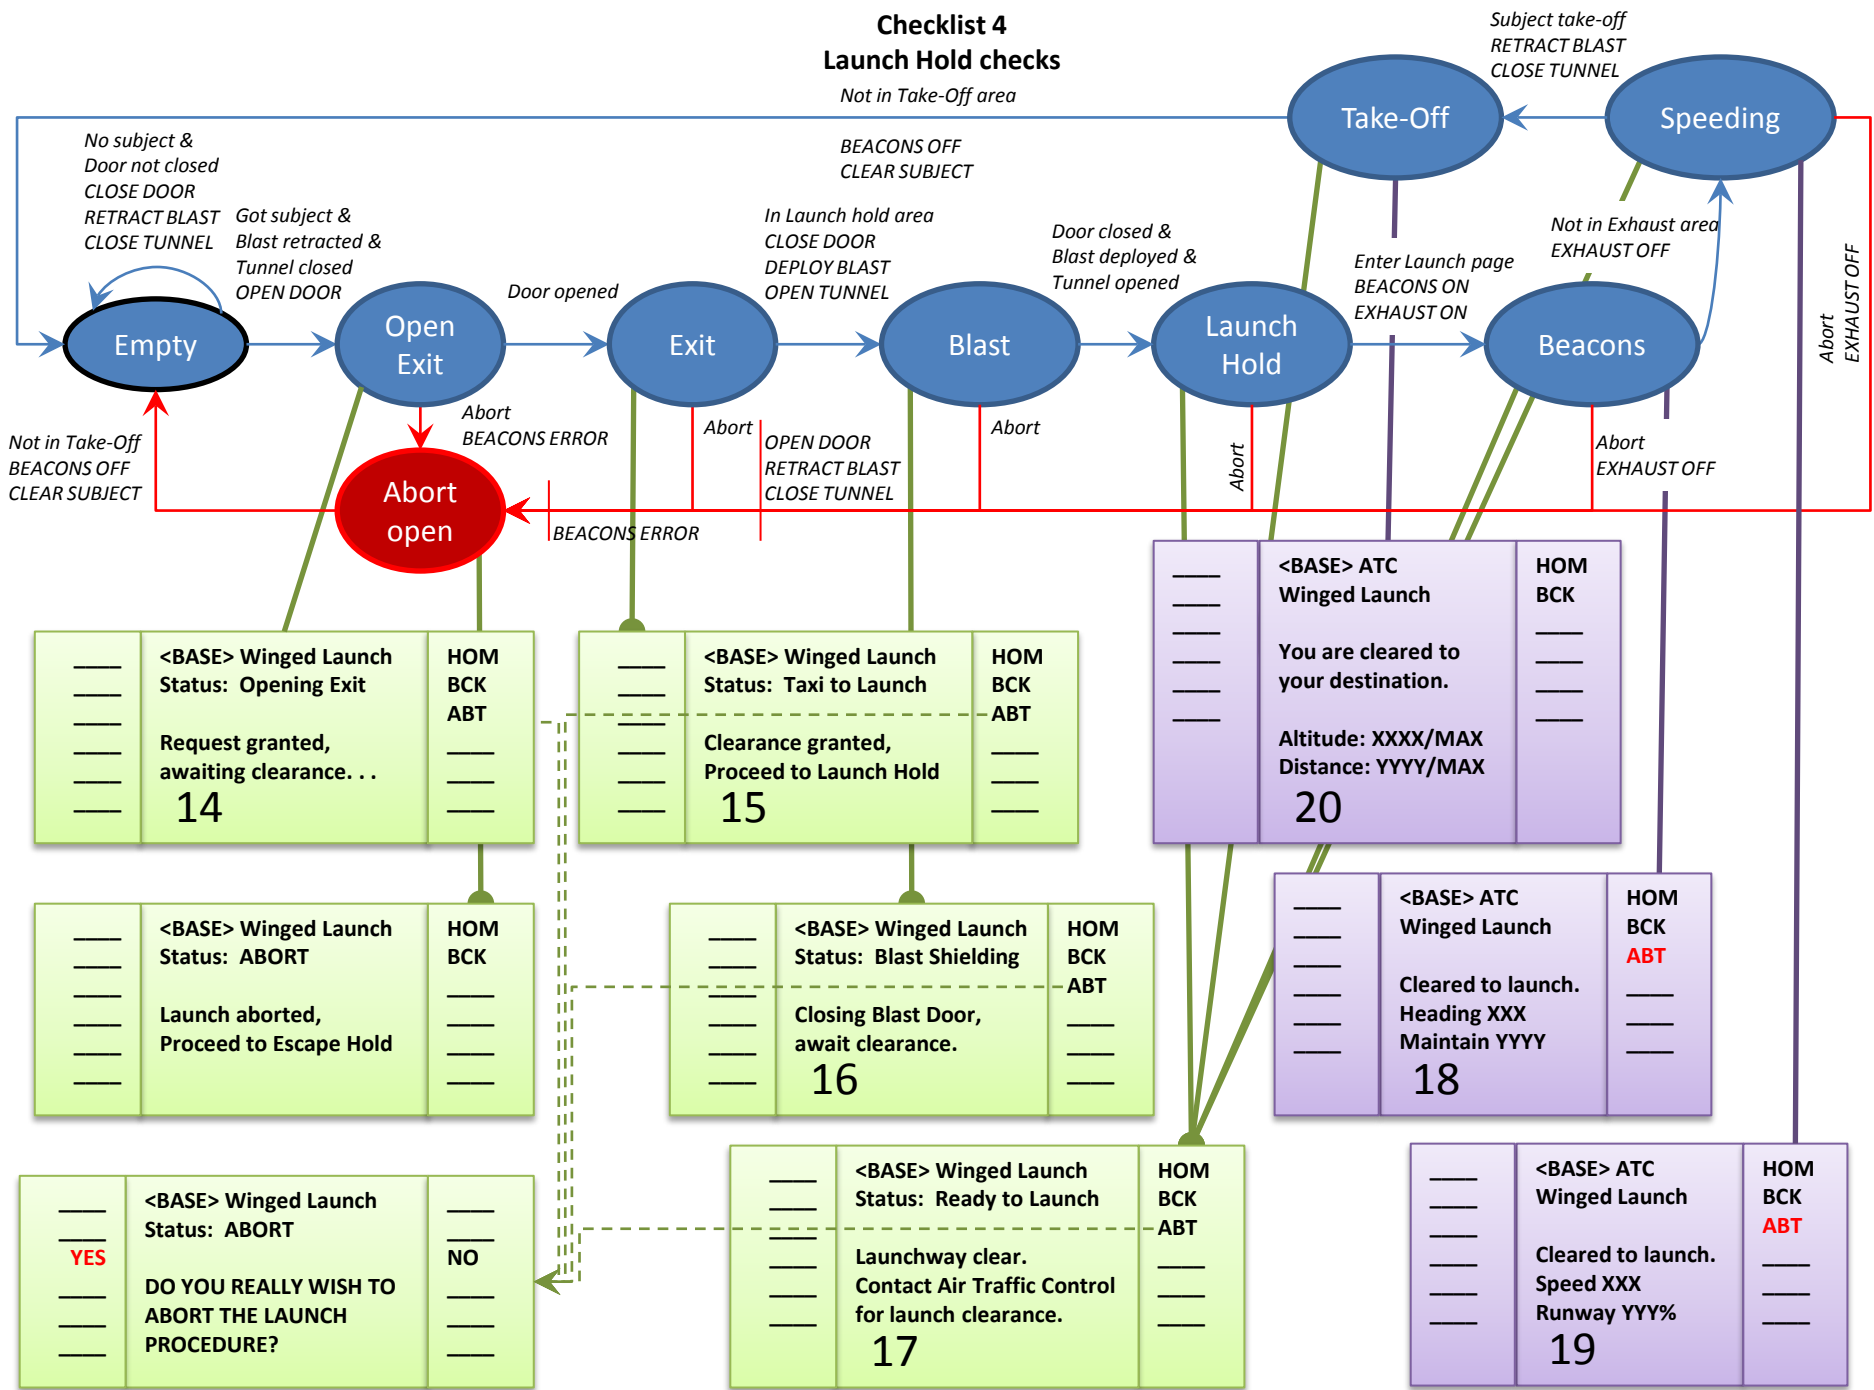 Checklist 4
Launch Hold checks
Subject take-off
RETRACT BLAST
CLOSE TUNNEL
Not in Take-Off area
BEACONS OFF
CLEAR SUBJECT
Take-Off
Speeding
No subject &
Door not closed
CLOSE DOOR
RETRACT BLAST
CLOSE TUNNEL
Got subject &
Blast retracted &
Tunnel closed
OPEN DOOR
Door opened
In Launch hold area
CLOSE DOOR
DEPLOY BLAST
OPEN TUNNEL
Door closed &
Blast deployed &
Tunnel opened
Enter Launch page
BEACONS ON
EXHAUST ON
Not in Exhaust area
EXHAUST OFF
Abort
EXHAUST OFF
Empty
Open
Exit
Exit
Blast
Launch
Hold
Beacons
Not in Take-Off
BEACONS OFF
CLEAR SUBJECT
Abort
BEACONS ERROR
Abort
OPEN DOOR
RETRACT BLAST
CLOSE TUNNEL
Abort
Abort
Abort
EXHAUST OFF
Abort
open
BEACONS ERROR
<BASE> Winged Launch
Status:  Opening Exit
Request granted,
awaiting clearance. . .
14
HOM
BCK
ABT
<BASE> Winged Launch
Status:  Taxi to Launch
Clearance granted,
Proceed to Launch Hold
15
HOM
BCK
ABT
<BASE> ATC
Winged Launch
You are cleared to
your destination.
Altitude: XXXX/MAX
Distance: YYYY/MAX
20
HOM
BCK
<BASE> Winged Launch
Status:  ABORT
Launch aborted,
Proceed to Escape Hold
HOM
BCK
<BASE> Winged Launch
Status:  Blast Shielding
Closing Blast Door,
await clearance.
16
HOM
BCK
ABT
<BASE> ATC
Winged Launch
Cleared to launch.
Heading XXX
Maintain YYYY
18
HOM
BCK
ABT
YES
<BASE> Winged Launch
Status:  ABORT
DO YOU REALLY WISH TO
ABORT THE LAUNCH
PROCEDURE?
NO
<BASE> Winged Launch
Status:  Ready to Launch
Launchway clear.
Contact Air Traffic Control
for launch clearance.
17
HOM
BCK
ABT
<BASE> ATC
Winged Launch
Cleared to launch.
Speed XXX
Runway YYY%
19
HOM
BCK
ABT